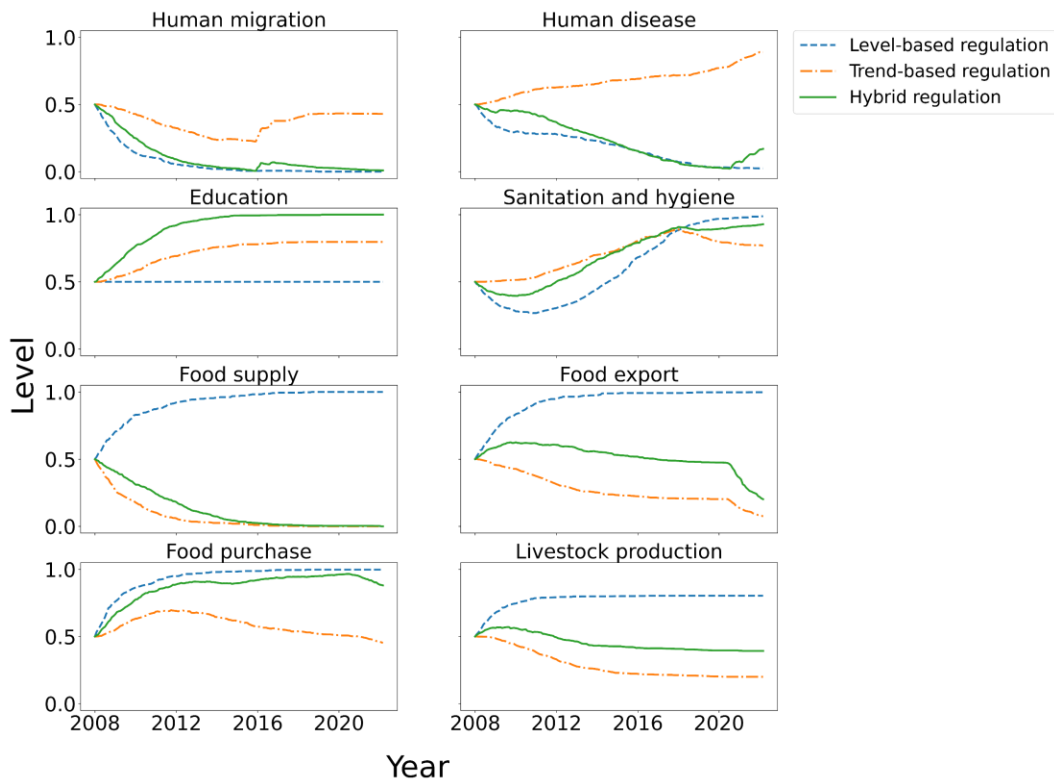 Human migration
Human disease
1.0
0.5
0.0
Level-based regulation
Trend-based regulation
Hybrid regulation
Education
Sanitation and hygiene
1.0
0.5
0.0
Food supply
Food export
1.0
0.5
0.0
Food purchase
Livestock production
1.0
0.5
0.0
2008 2012 2016 2020
2008 2012 2016 2020
Level
Year